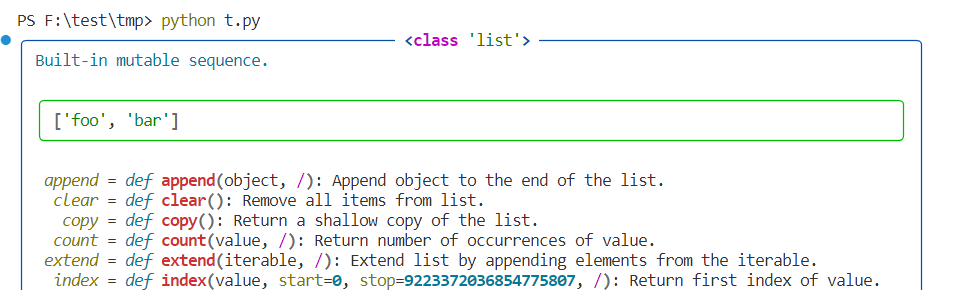 PS F:\test\tmp> python t.py
<class 'list'>
Built-in mutable sequence.
['foo', 'bar']
append = def append(object, /): Append object to the end of the list.
clear = def clear(): Remove all items from list.
copy = def copy(): Return a shallow copy of the list.
count = def count(value, /): Return number of occurrences of value.
extend = def extend(iterable, /): Extend list by appending elements from the iterable.
index = def index(value, start=0, stop=9223372036854775807, /): Return first index of value.